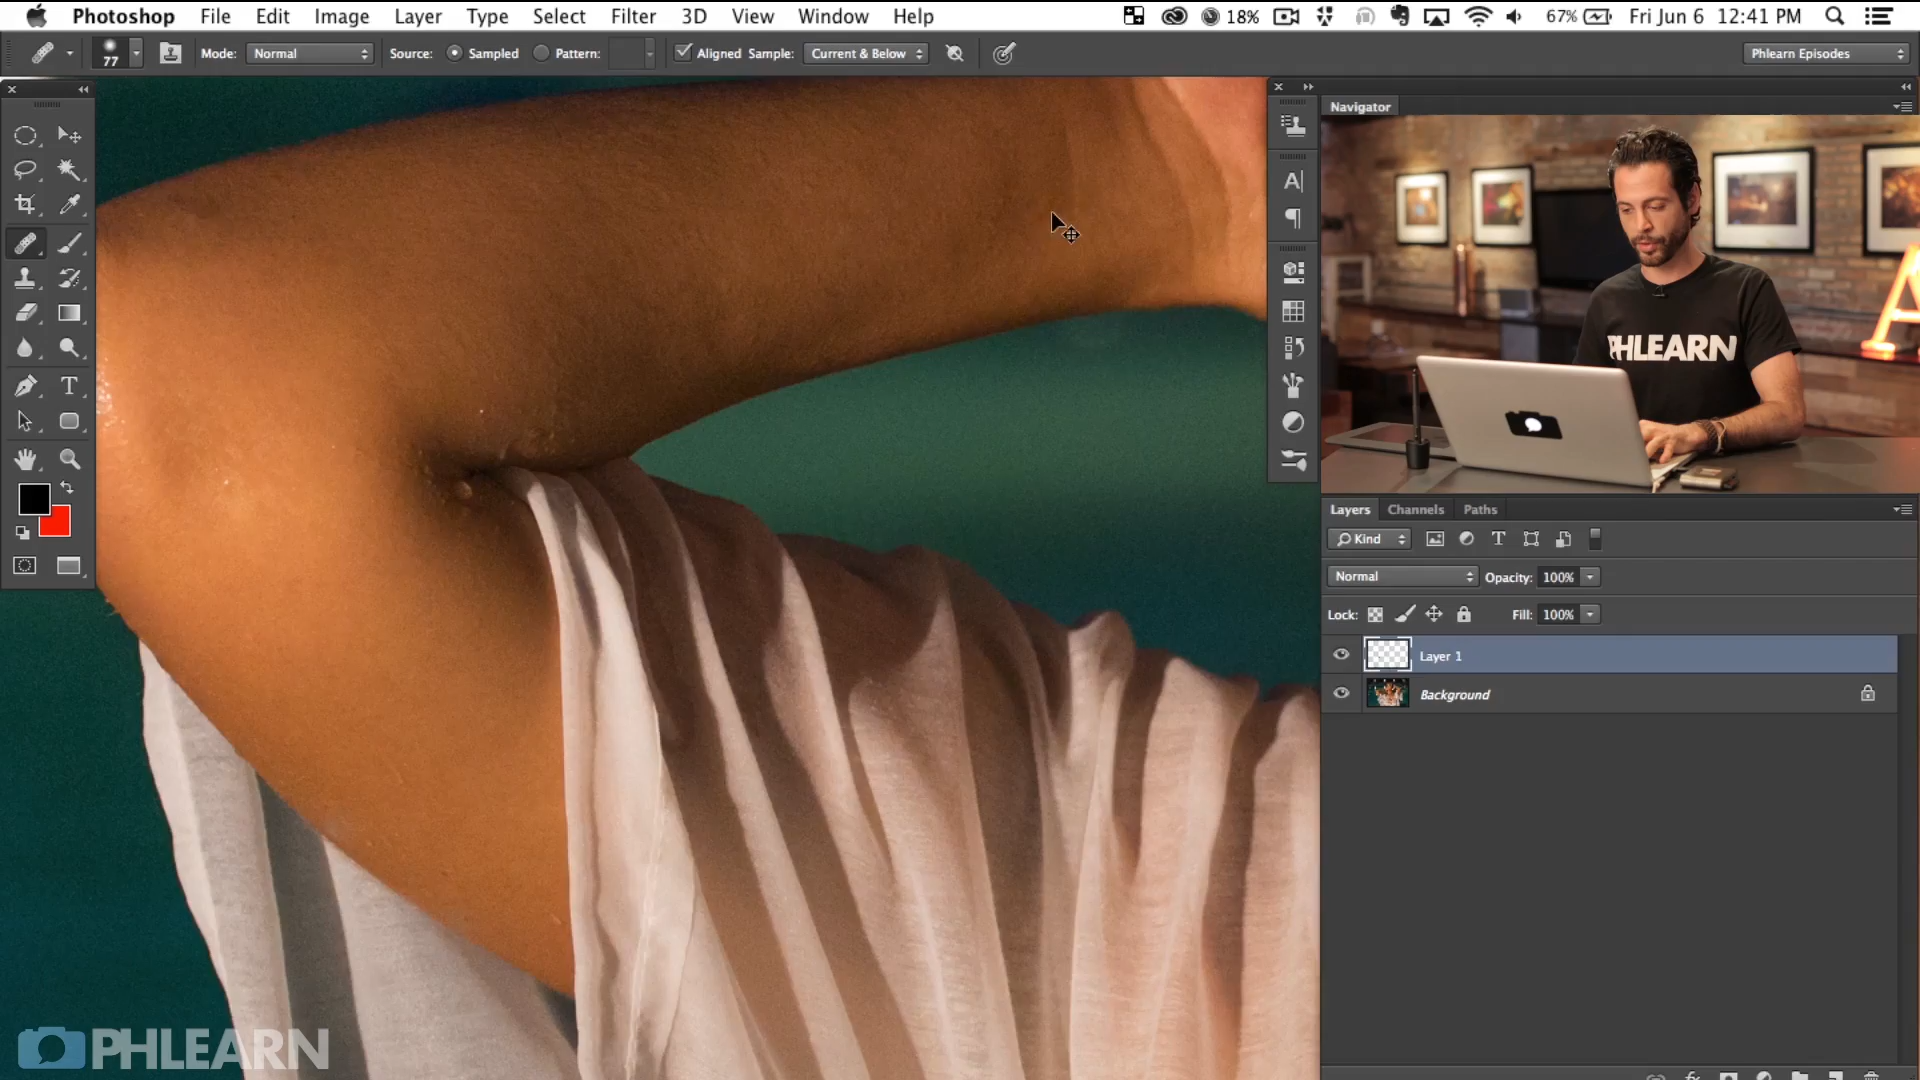 Photoshop File Edit Image Layer Type Select Filter 3D View Window Help 18% 67% Fri Jun 6 12:41 PM
77 Mode: Normal Source: Sampled Pattern: Aligned Sample: Current & Below Phlearn Episodes
Navigator
A
PHLEARN
Layers Channels Paths
Kind T
Normal Opacity: 100%
Lock: Fill: 100%
Layer 1
Background
T
PHLEARN